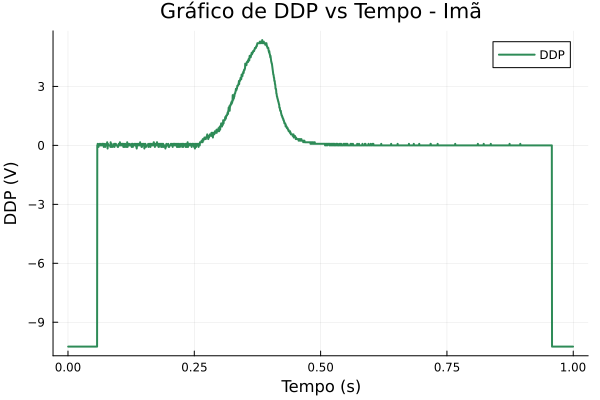 Gráfico de DDP vs Tempo - Imã
DDP
3
0
−3
−6
−9
DDP (V)
0.00 0.25 0.50 0.75 1.00
Tempo (s)